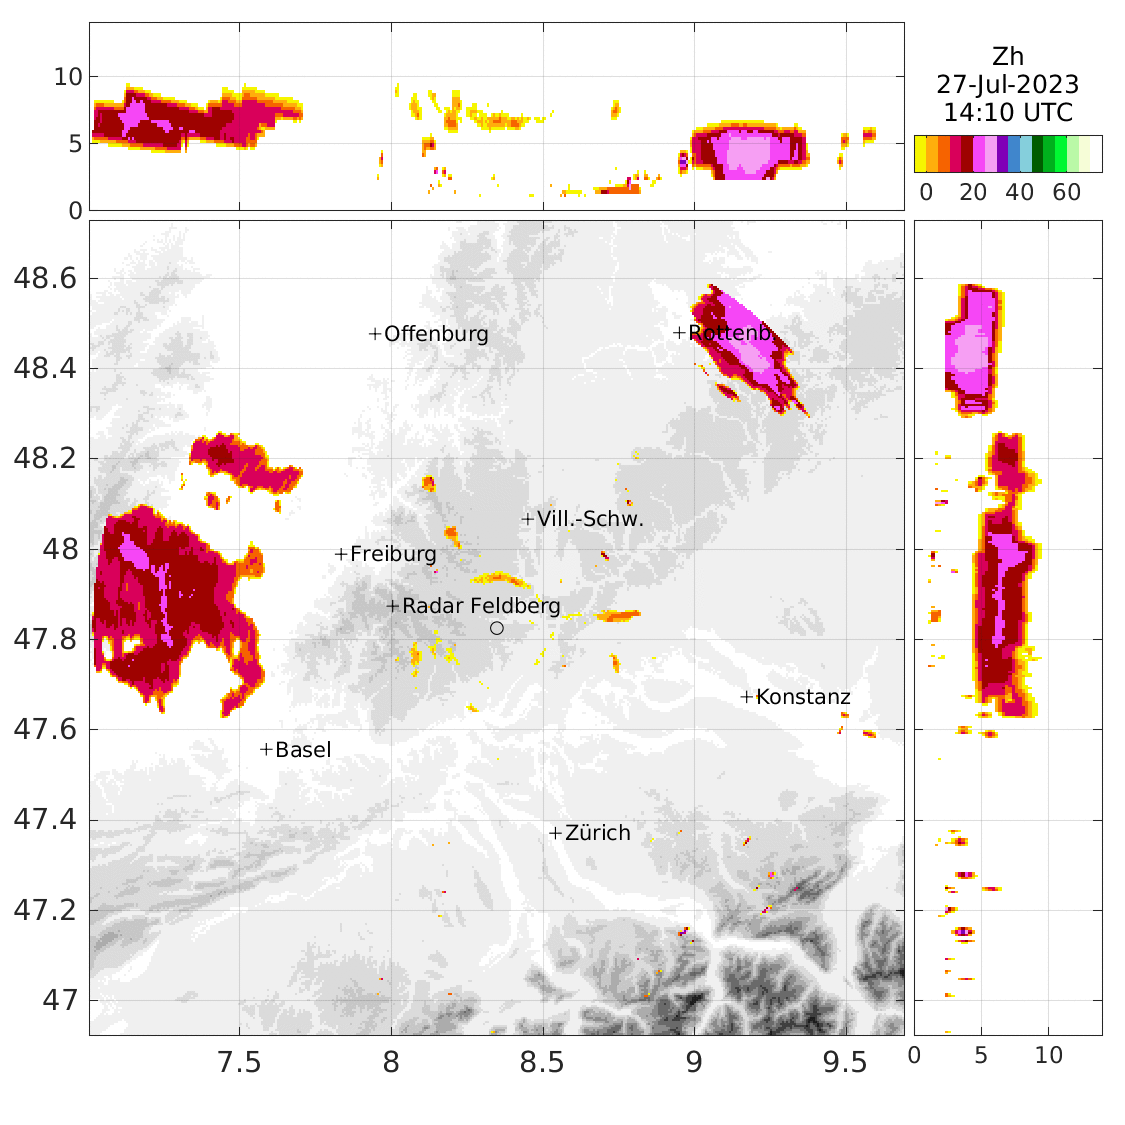 10
5
0
Zh
27-Jul-2023
14:10 UTC
0 20 40 60
48.6
48.4
48.2
48
47.8
47.6
47.4
47.2
47
Offenburg
Rottenb.
Vill.-Schw.
Freiburg
Radar Feldberg
Konstanz
Basel
Zürich
7.5 8 8.5 9 9.5
0 5 10